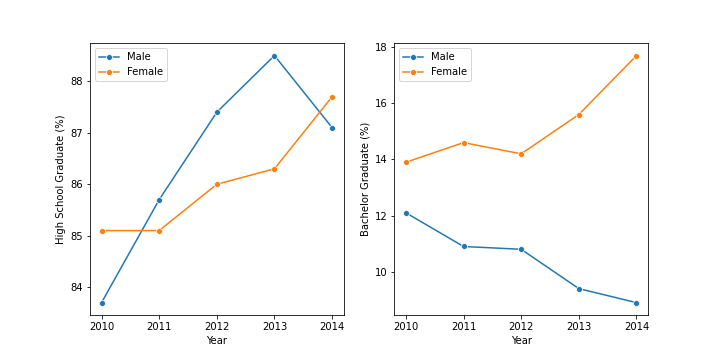 Male
Female
High School Graduate (%)
88
87
86
85
84
2010
2011
2012
2013
2014
Year
Male
Female
Bachelor Graduate (%)
18
16
14
12
10
2010
2011
2012
2013
2014
Year